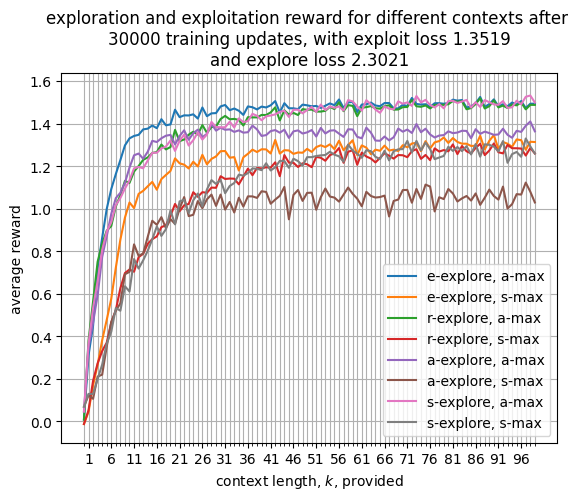 exploration and exploitation reward for different contexts after
30000 training updates, with exploit loss 1.3519
and explore loss 2.3021
1.6
1.4
1.2
1.0
0.8
0.6
0.4
0.2
0.0
average reward
e-explore, a-max
e-explore, s-max
r-explore, a-max
r-explore, s-max
a-explore, a-max
a-explore, s-max
s-explore, a-max
s-explore, s-max
1 6 11 16 21 26 31 36 41 46 51 56 61 66 71 76 81 86 91 96
context length, k, provided